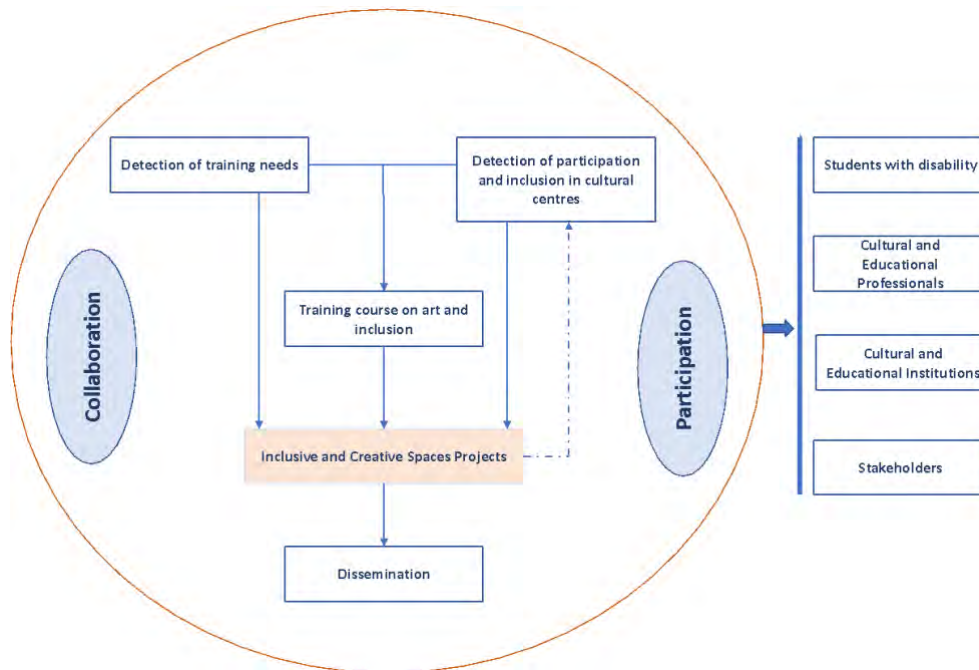 Detection of training needs
Detection of participation
and inclusion in cultural
centres
Training course on art and
inclusion
Collaboration
Participation
Inclusive and Creative Spaces Projects
Dissemination
Students with disability
Cultural and
Educational
Professionals
Cultural and
Educational Institutions
Stakeholders